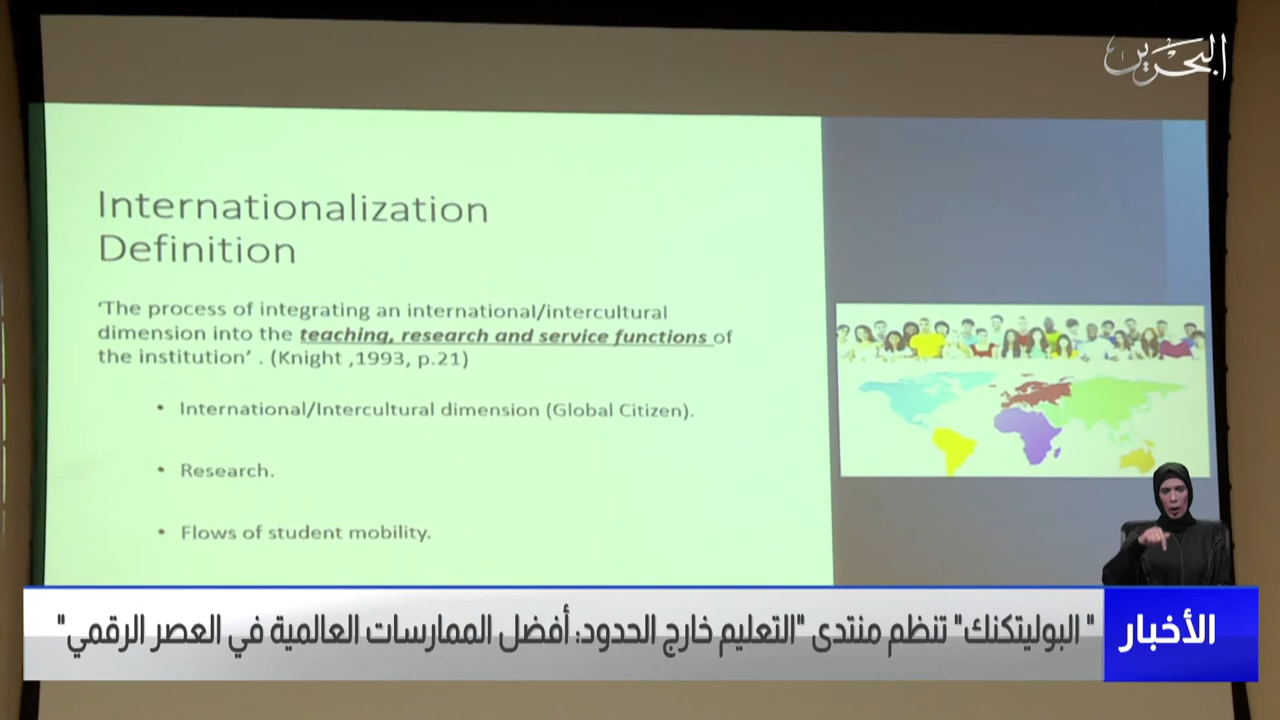 البحرين
Internationalization
Definition
‘The process of integrating an international/intercultural
dimension into the teaching, research and service functions of
the institution’ . (Knight ,1993, p.21)
• International/Intercultural dimension (Global Citizen).
• Research.
• Flows of student mobility.
الأخبار
" البوليتكنك" تنظم منتدى "التعليم خارج الحدود: أفضل الممارسات العالمية في العصر الرقمي"